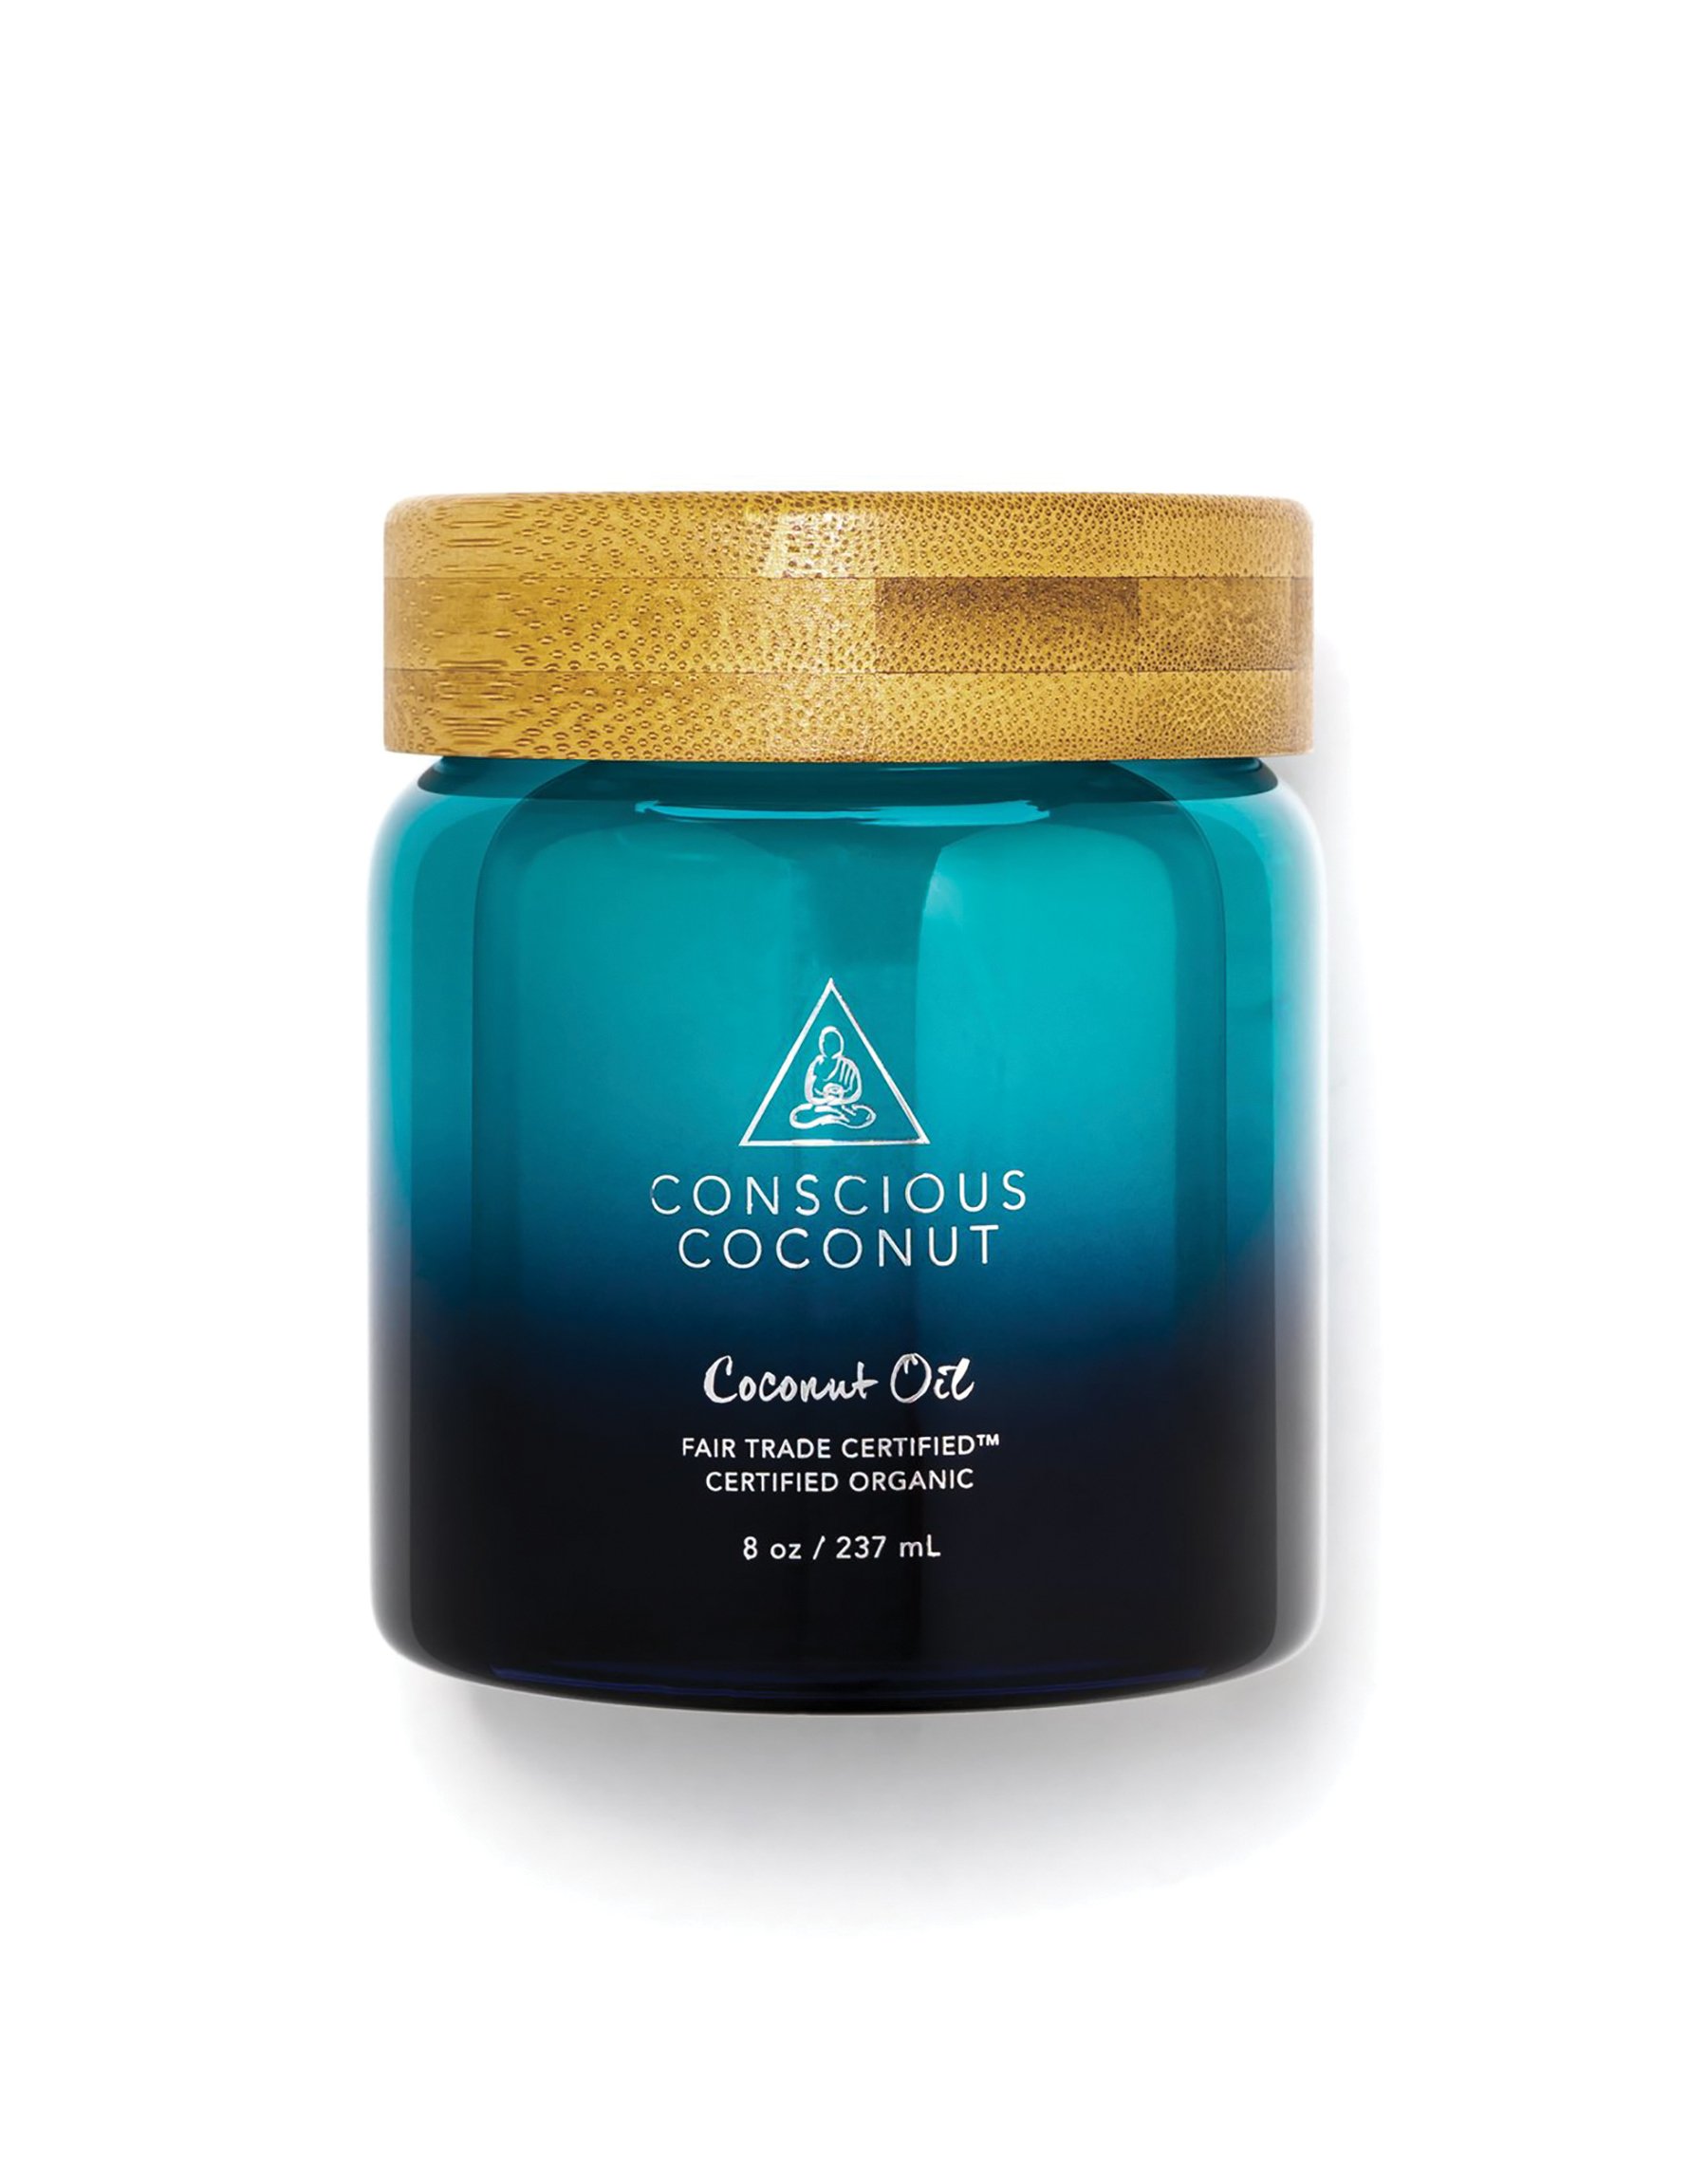 CONSCIOUS
COCONUT
Coconut Oil
FAIR TRADE CERTIFIED™
CERTIFIED ORGANIC
8 oz / 237 mL